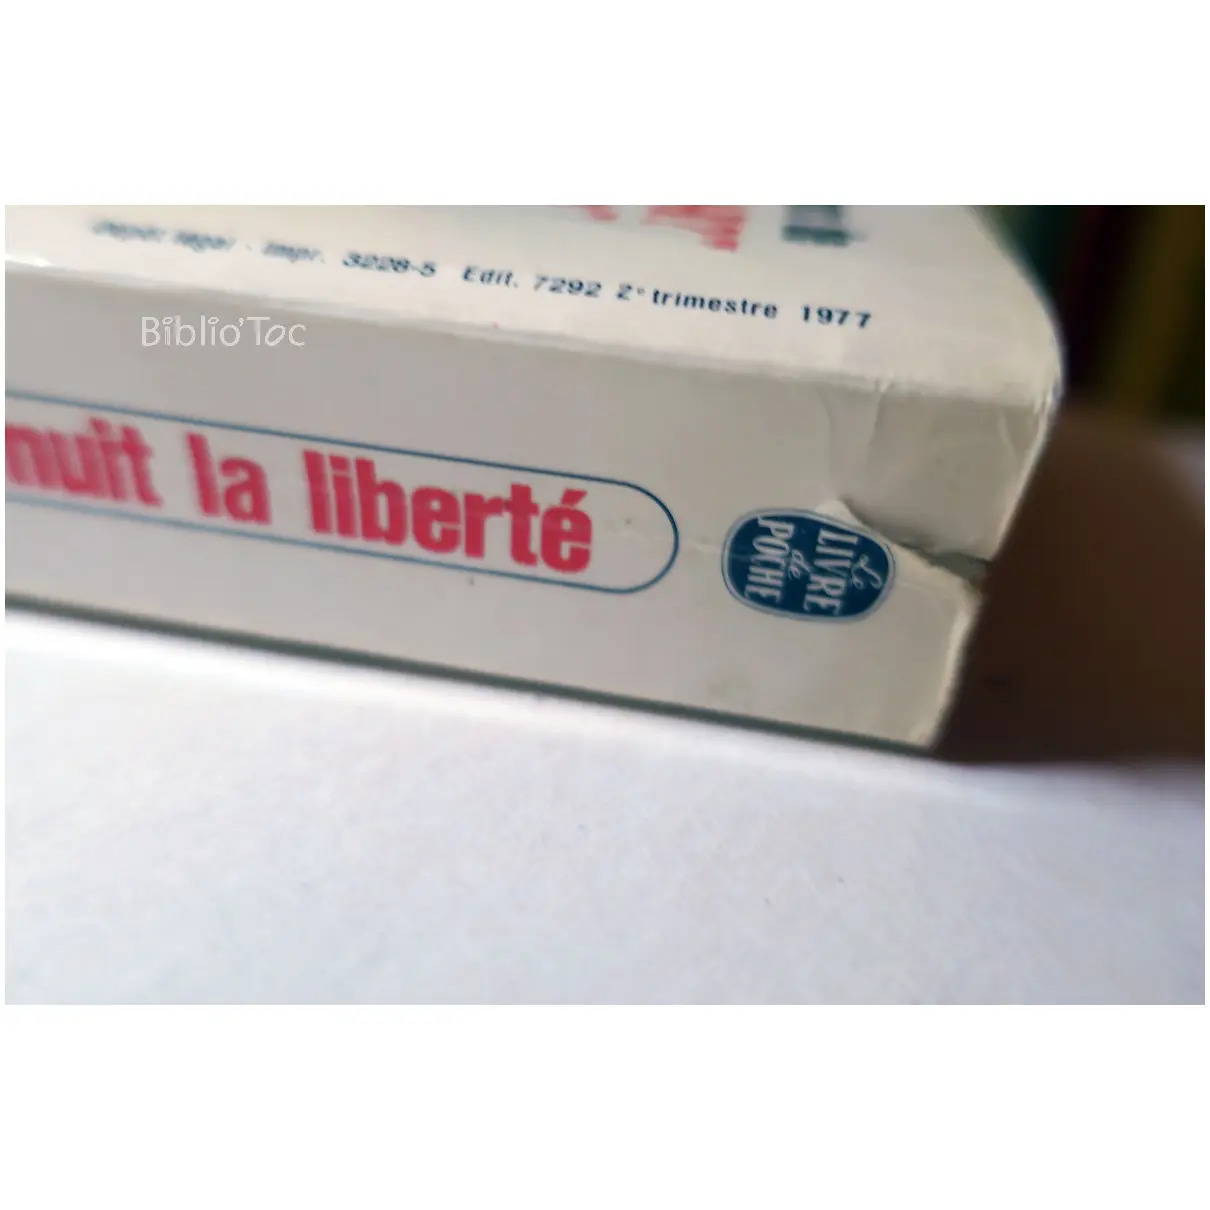 Dépôt légal - Impr. 3228-5 Edit. 7292 2e trimestre 1977
Biblio'Toc
nuit la liberté
Le
LIVRE
de
POCHE